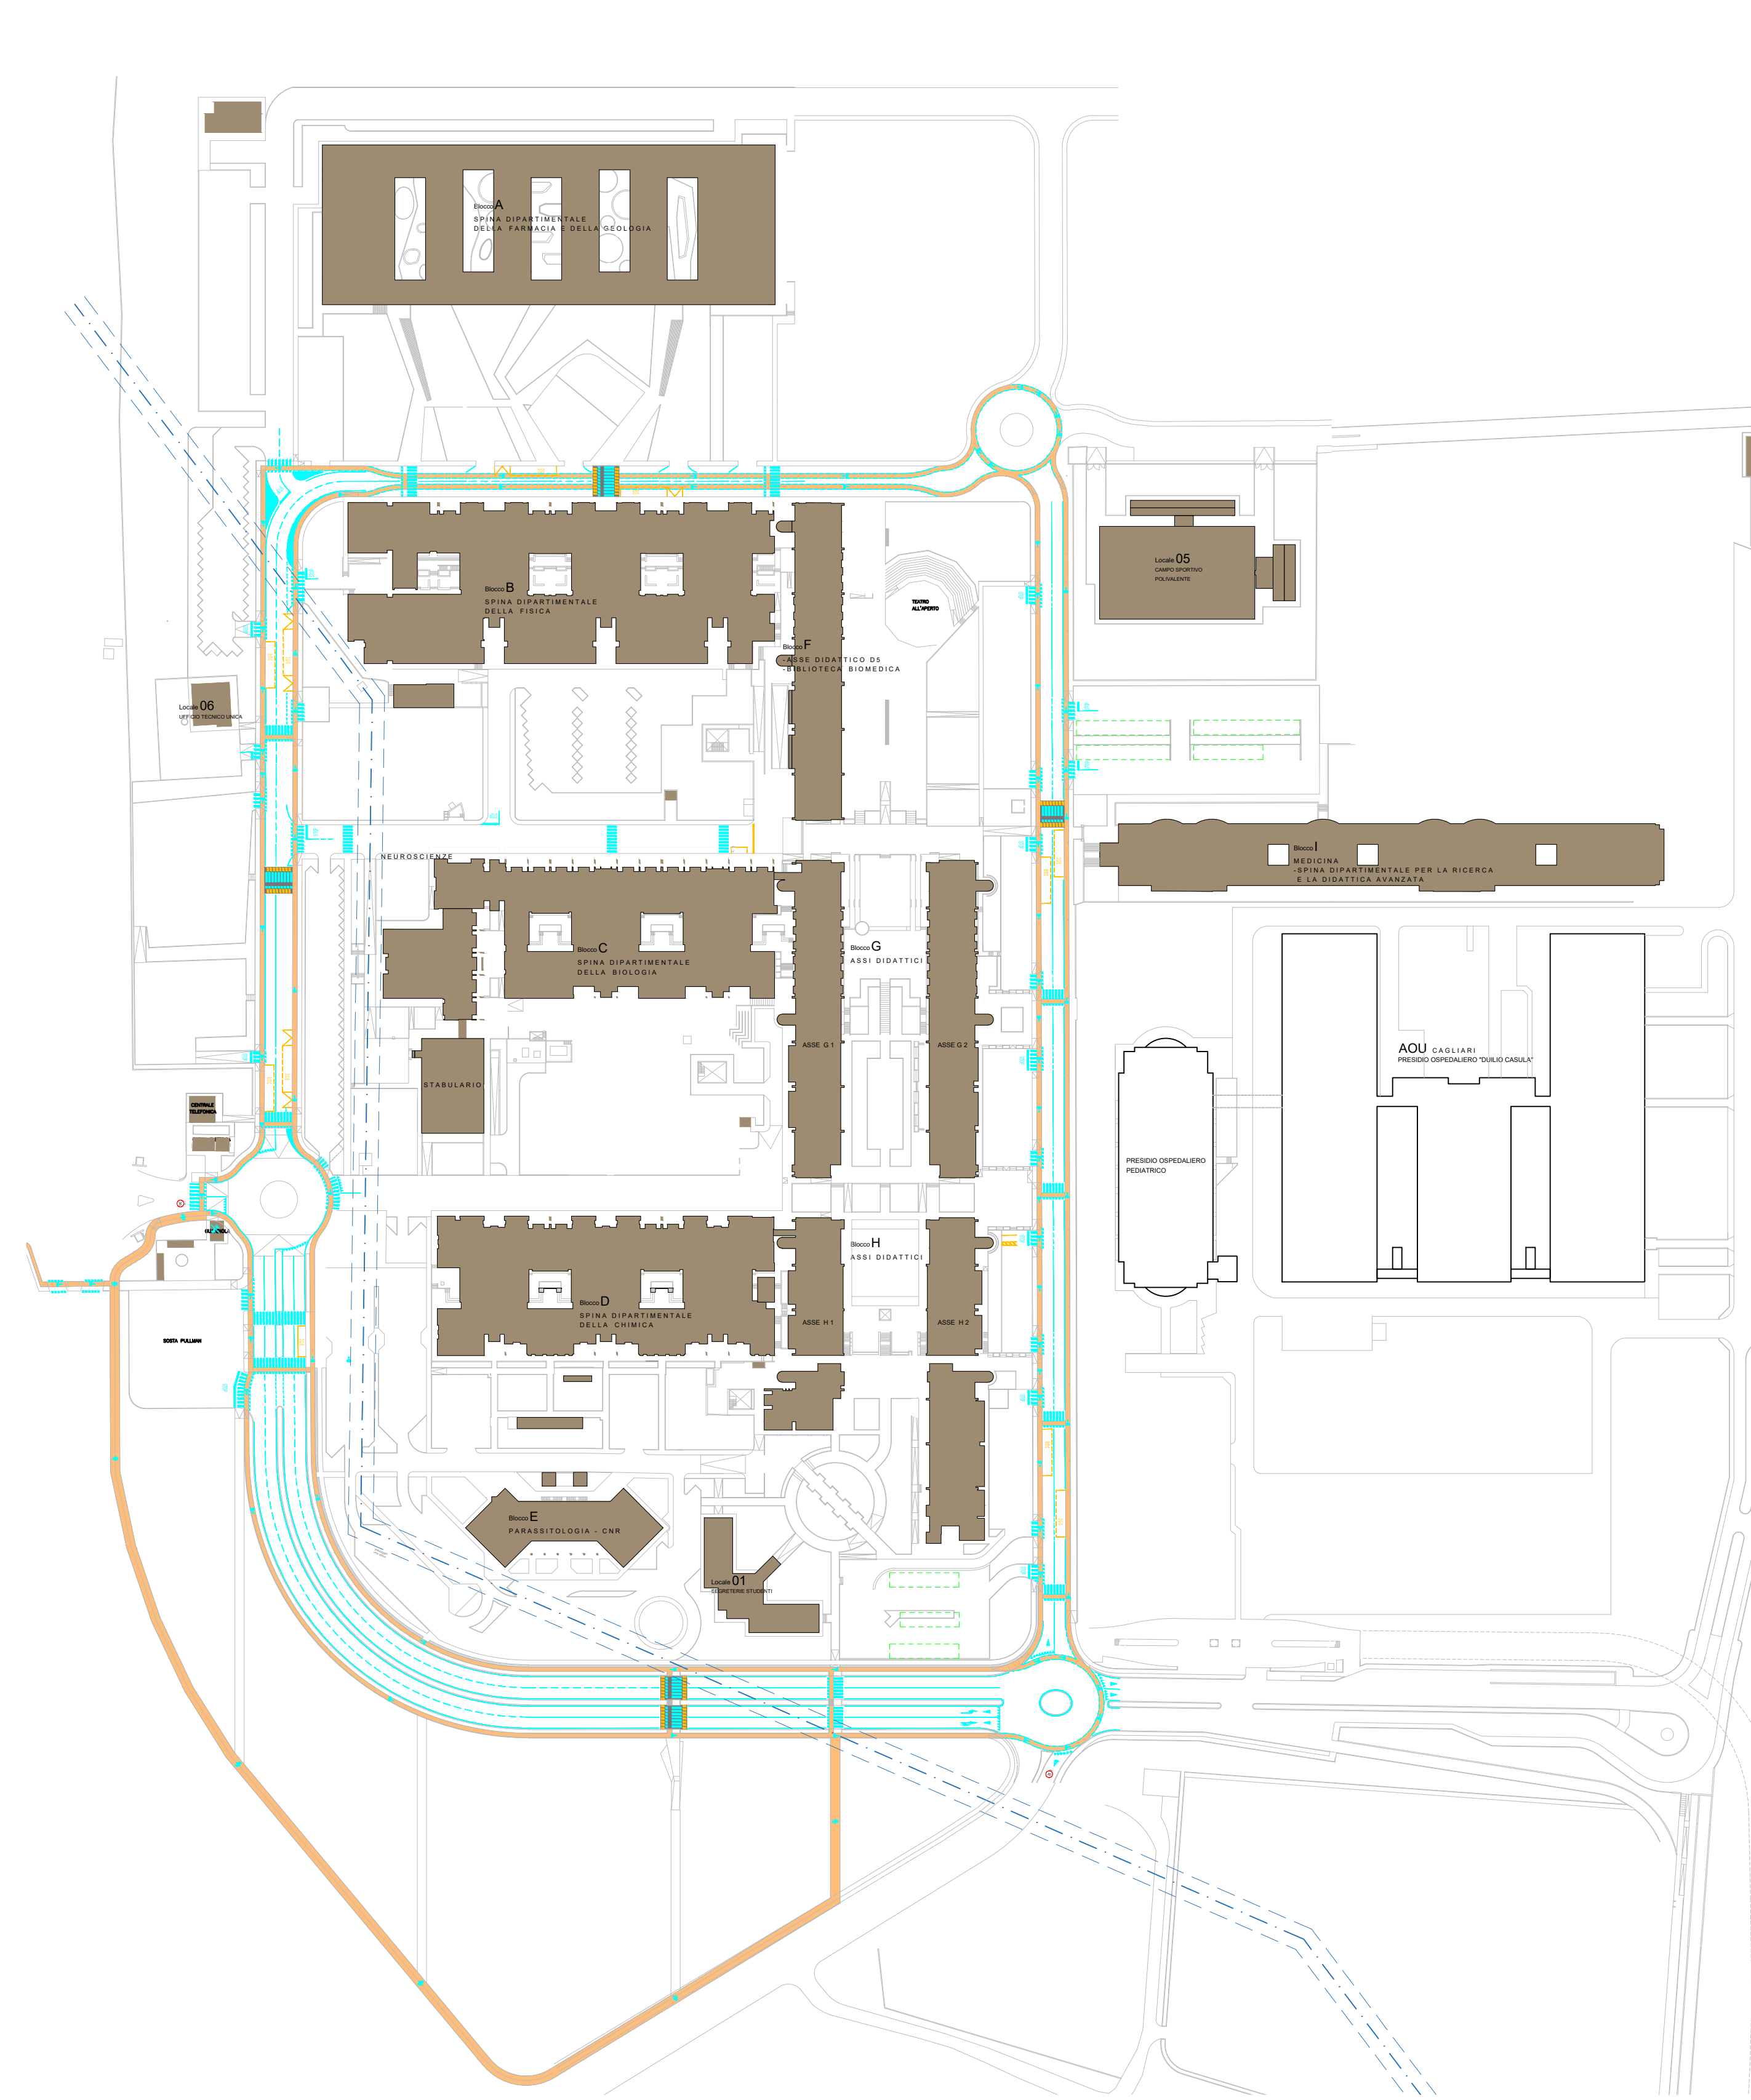 Blocco A
SPINA DIPARTIMENTALE
DELLA FARMACIA E DELLA GEOLOGIA
Locale 05
CAMPO SPORTIVO
POLIVALENTE
Blocco B
SPINA DIPARTIMENTALE
DELLA FISICA
TEATRO
ALL'APERTO
Blocco F
-ASSE DIDATTICO D5
-BIBLIOTECA BIOMEDICA
Locale 06
UFFICIO TECNICO UNICA
NEUROSCIENZE
Blocco I
MEDICINA
-SPINA DIPARTIMENTALE PER LA RICERCA
E LA DIDATTICA AVANZATA
Blocco C
SPINA DIPARTIMENTALE
DELLA BIOLOGIA
Blocco G
ASSI DIDATTICI
ASSE G 1
ASSE G 2
AOU CAGLIARI
PRESIDIO OSPEDALIERO "DUILIO CASULA"
STABULARIO
CENTRALE
TELEFONICA
PRESIDIO OSPEDALIERO
PEDIATRICO
Blocco H
ASSI DIDATTICI
Blocco D
SPINA DIPARTIMENTALE
DELLA CHIMICA
ASSE H 1
ASSE H 2
SOSTA PULLMAN
Blocco E
PARASSITOLOGIA - CNR
Locale 01
SEGRETERIE STUDENTI